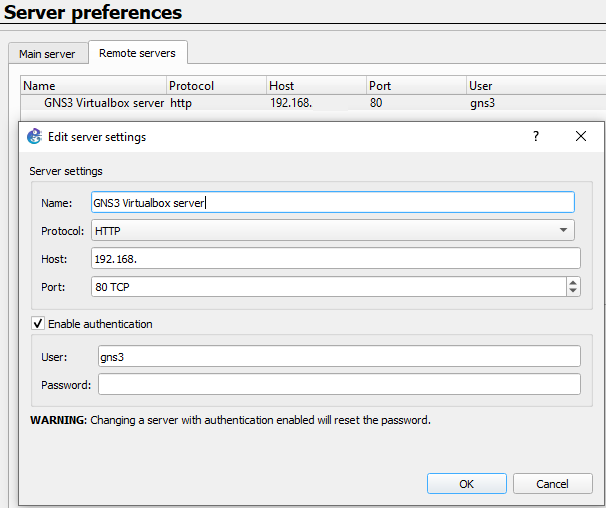 Server preferences
Main server Remote servers
Name Protocol Host Port User
GNS3 Virtualbox server http 192.168. 80 gns3
Edit server settings ?
Server settings
Name: GNS3 Virtualbox server
Protocol: HTTP
Host: 192.168.
Port: 80 TCP
Enable authentication
User: gns3
Password:
WARNING: Changing a server with authentication enabled will reset the password.
OK Cancel